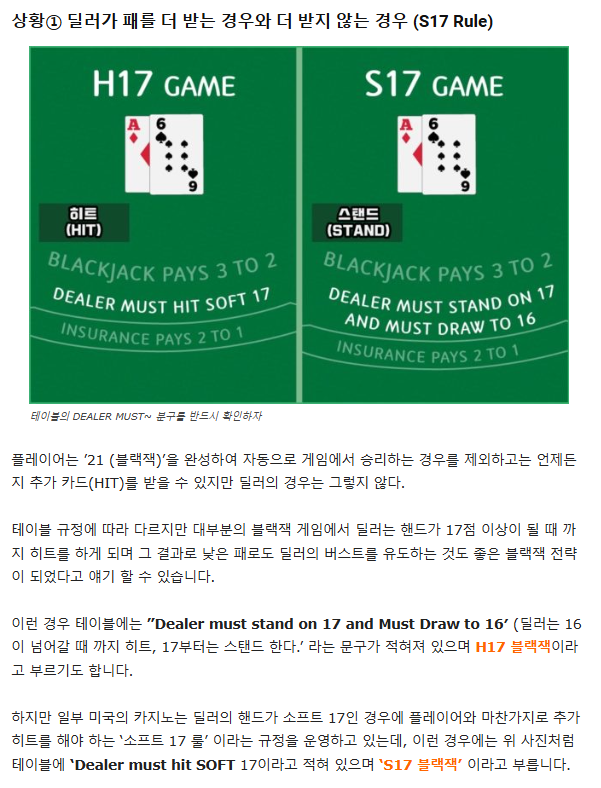 상황① 딜러가 패를 더 받는 경우와 더 받지 않는 경우 (S17 Rule)
H17 GAME
A
6
9
히트
(HIT)
BLACKJACK PAYS 3 TO 2
DEALER MUST HIT SOFT 17
INSURANCE PAYS 2 TO 1
S17 GAME
A
6
9
스탠드
(STAND)
BLACKJACK PAYS 3 TO 2
DEALER MUST STAND ON 17
AND MUST DRAW TO 16
INSURANCE PAYS 2 TO 1
테이블의 DEALER MUST~ 분구를 반드시 확인하자
플레이어는 ’21 (블랙잭)’을 완성하여 자동으로 게임에서 승리하는 경우를 제외하고는 언제든
지 추가 카드(HIT)를 받을 수 있지만 딜러의 경우는 그렇지 않다.
테이블 규정에 따라 다르지만 대부분의 블랙잭 게임에서 딜러는 핸드가 17점 이상이 될 때 까
지 히트를 하게 되며 그 결과로 낮은 패로도 딜러의 버스트를 유도하는 것도 좋은 블랙잭 전략
이 되었다고 얘기 할 수 있습니다.
이런 경우 테이블에는 ”Dealer must stand on 17 and Must Draw to 16’ (딜러는 16
이 넘어갈 때 까지 히트, 17부터는 스탠드 한다.’ 라는 문구가 적혀져 있으며 H17 블랙잭이라
고 부르기도 합니다.
하지만 일부 미국의 카지노는 딜러의 핸드가 소프트 17인 경우에 플레이어와 마찬가지로 추가
히트를 해야 하는 ‘소프트 17 룰’ 이라는 규정을 운영하고 있는데, 이런 경우에는 위 사진처럼
테이블에 ‘Dealer must hit SOFT 17이라고 적혀 있으며 ‘S17 블랙잭’ 이라고 부릅니다.